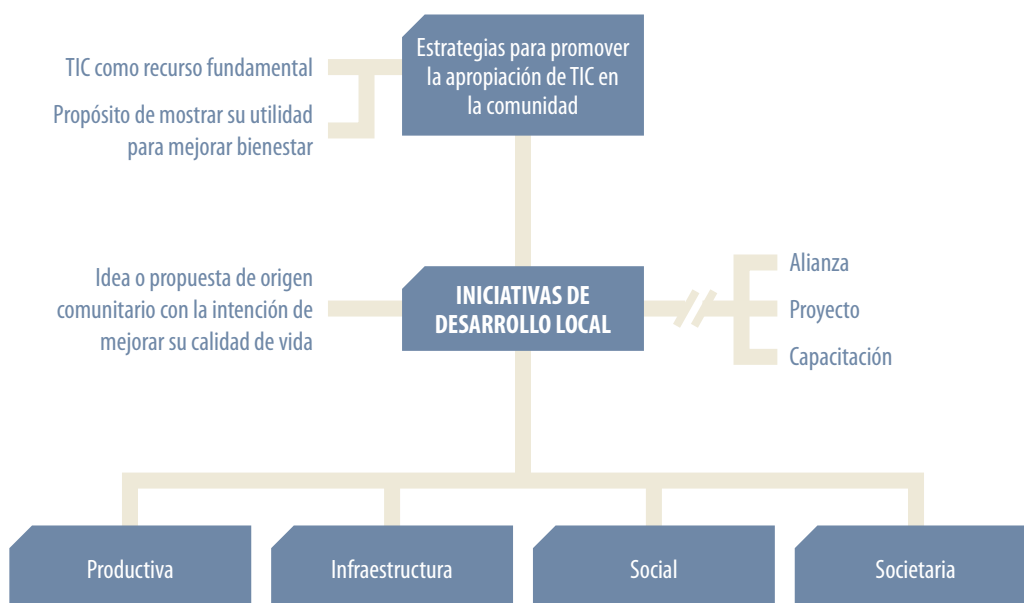 Estrategias para promover
la apropiación de TIC en
la comunidad
TIC como recurso fundamental
Propósito de mostrar su utilidad
para mejorar bienestar
Idea o propuesta de origen
comunitario con la intención de
mejorar su calidad de vida
INICIATIVAS DE
DESARROLLO LOCAL
Alianza
Proyecto
Capacitación
Productiva
Infraestructura
Social
Societaria